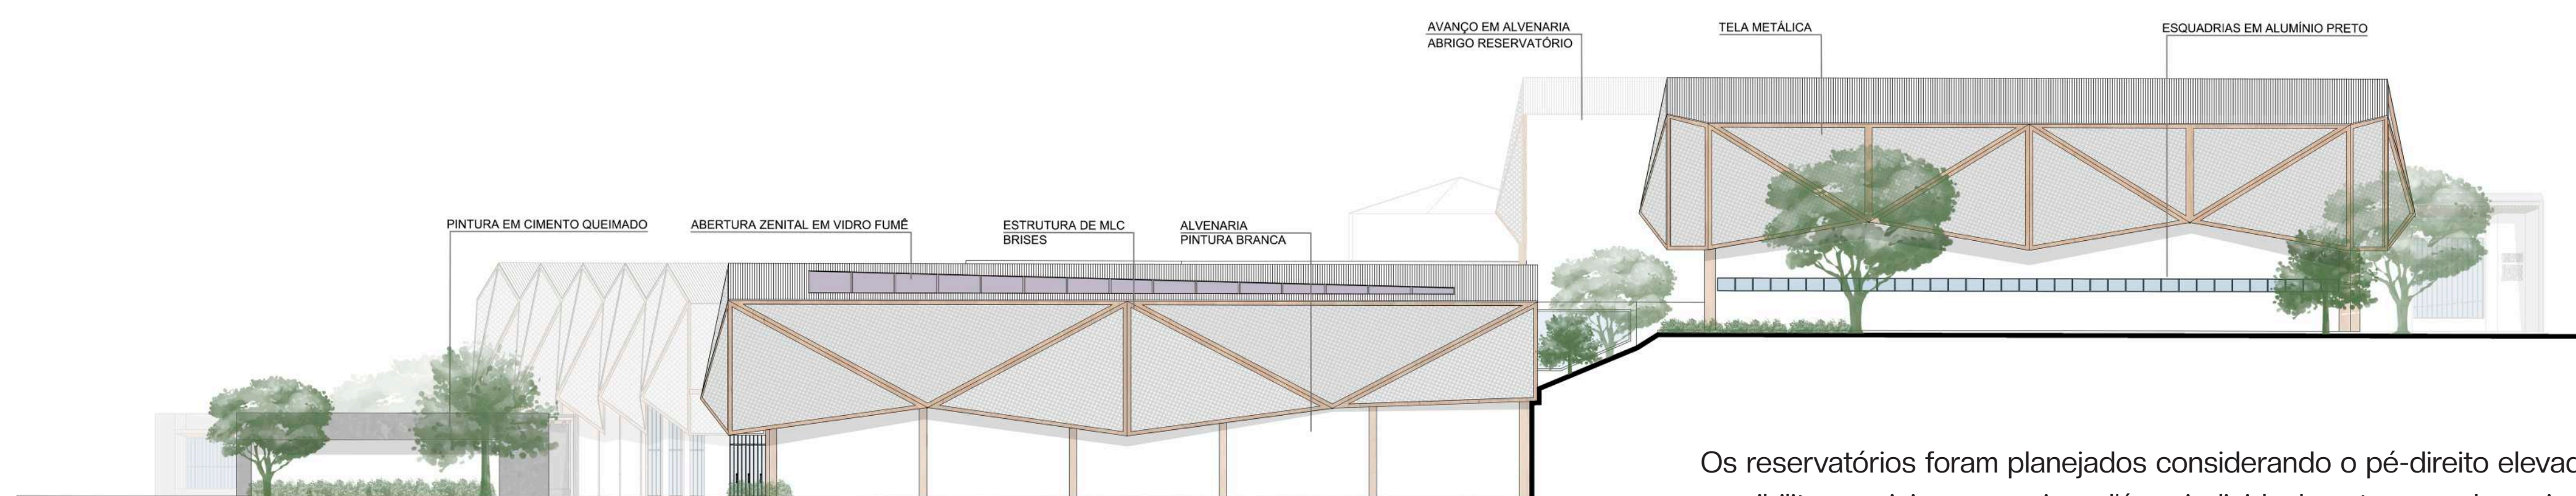 AVANÇO EM ALVENARIA
ABRIGO RESERVATÓRIO
TELA METÁLICA
ESQUADRIAS EM ALUMÍNIO PRETO
PINTURA EM CIMENTO QUEIMADO
ABERTURA ZENITAL EM VIDRO FUMÊ
ESTRUTURA DE MLC
BRISES
ALVENARIA
PINTURA BRANCA
Os reservatórios foram planejados considerando o pé-direito